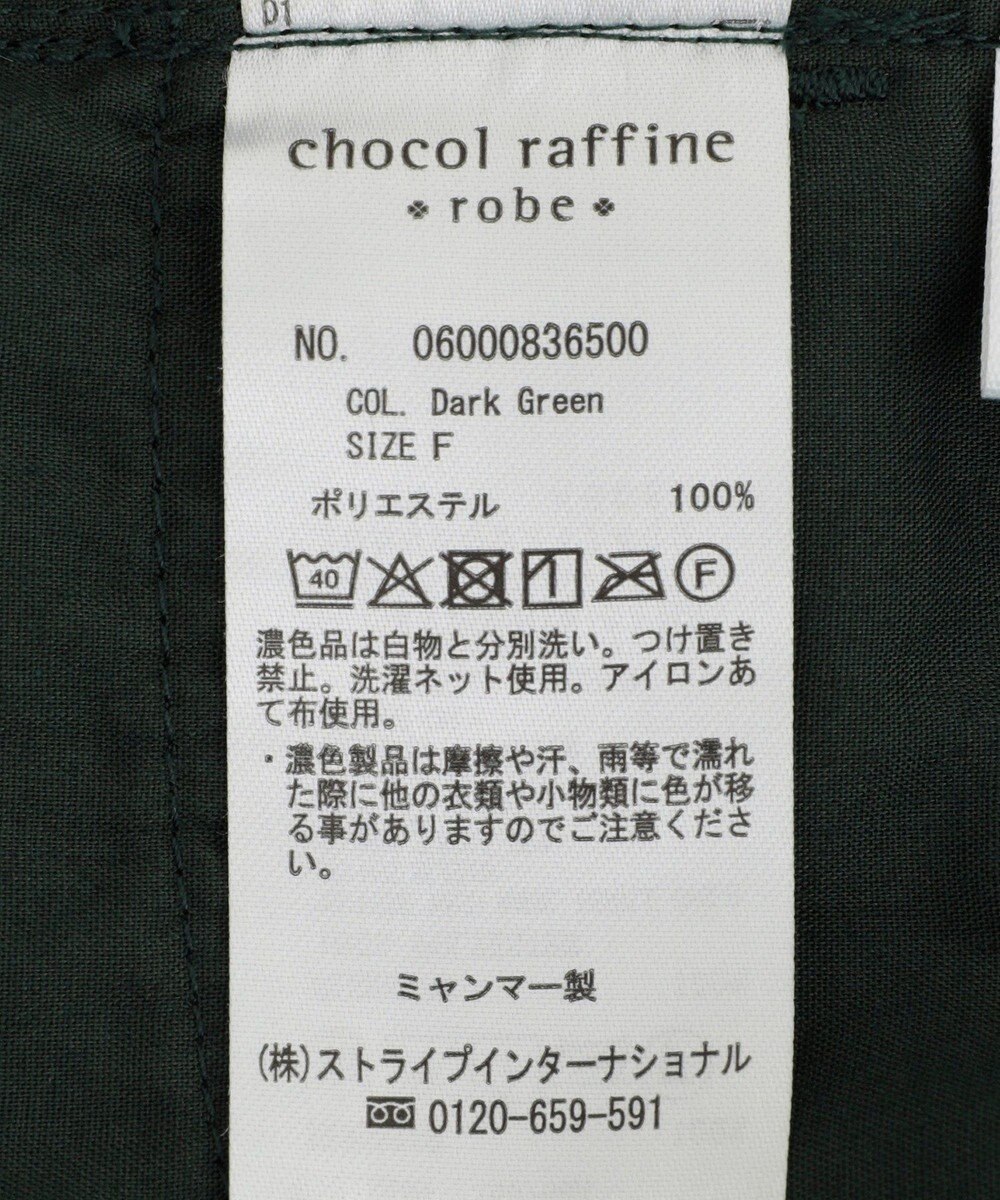 D1
chocol raffine
robe
NO. 06000836500
COL. Dark Green
SIZE F
ポリエステル 100%
40 F
濃色品は白物と分別洗い。つけ置き
禁止。洗濯ネット使用。アイロンあ
て布使用。
・濃色製品は摩擦や汗、雨等で濡れ
た際に他の衣類や小物類に色が移
る事がありますのでご注意くださ
い。
ミャンマー製
(株)ストライプインターナショナル
0120-659-591